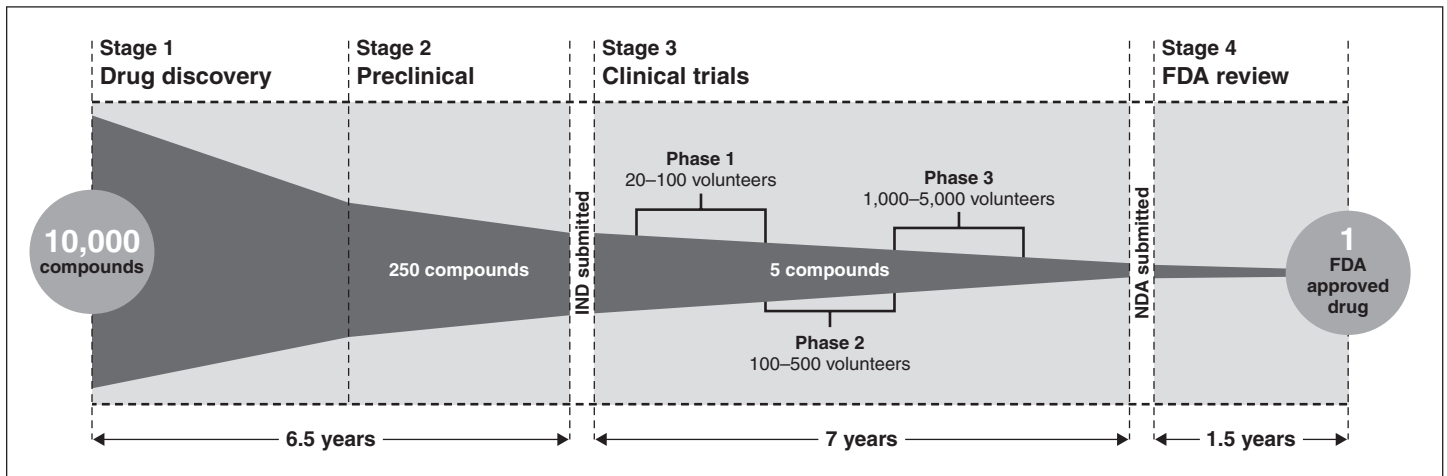 Stage 1
Drug discovery
Stage 2
Preclinical
Stage 3
Clinical trials
Stage 4
FDA review
10,000
compounds
250 compounds
IND submitted
Phase 1
20–100 volunteers
5 compounds
Phase 2
100–500 volunteers
Phase 3
1,000–5,000 volunteers
NDA submitted
1
FDA
approved
drug
6.5 years
7 years
1.5 years